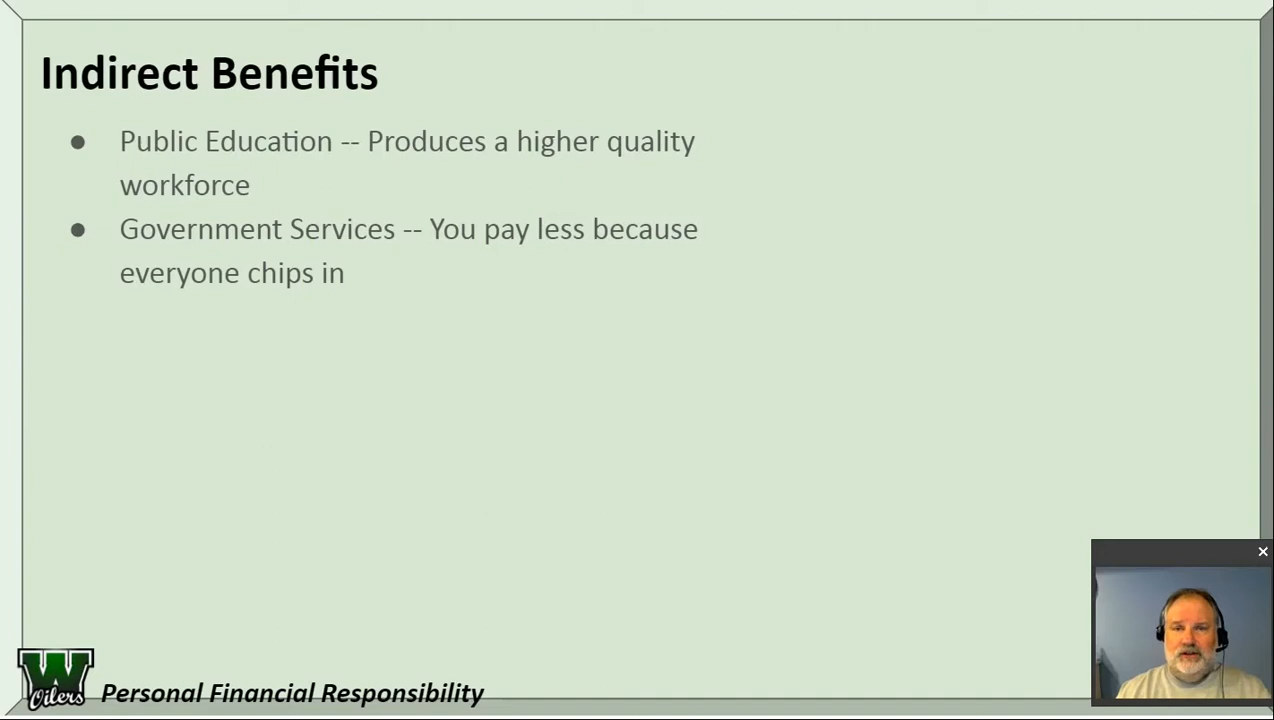 Indirect Benefits
● Public Education -- Produces a higher quality
workforce
● Government Services -- You pay less because
everyone chips in
W
Oilers
Personal Financial Responsibility